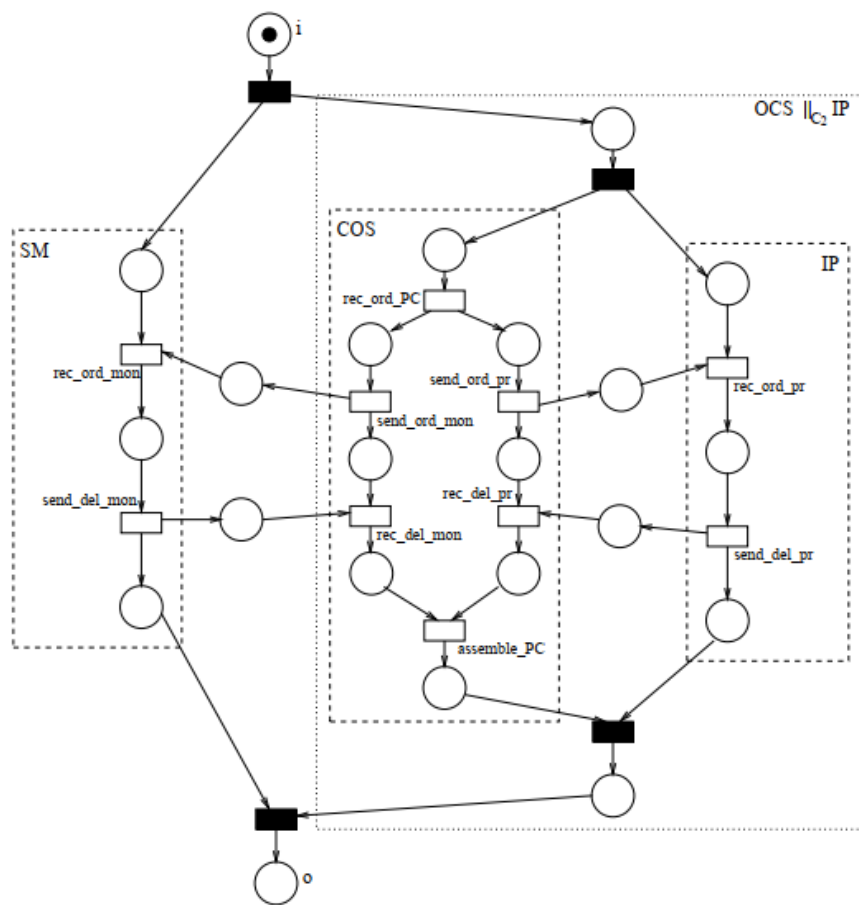 i
OCS ||C₂ IP
SM
COS
IP
rec_ord_PC
rec_ord_mon
send_ord_pr
rec_ord_pr
send_ord_mon
send_del_mon
rec_del_pr
rec_del_mon
send_del_pr
assemble_PC
o